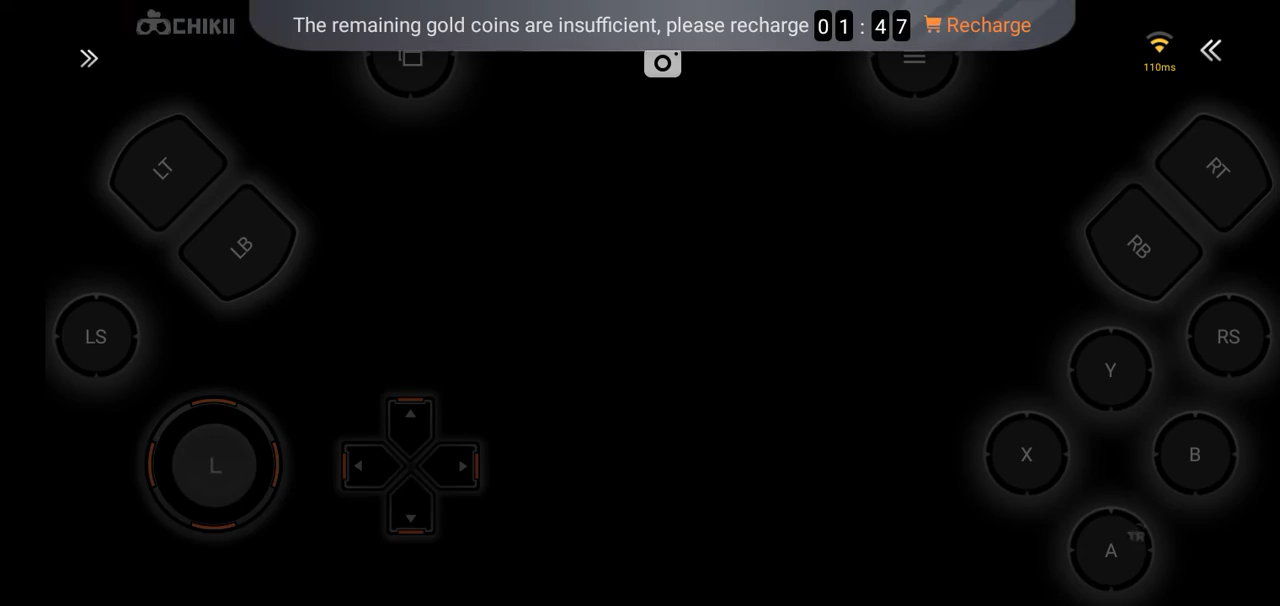 CHIKII
The remaining gold coins are insufficient, please recharge 01:47 Recharge
110ms
LT
RT
LB
RB
LS
RS
Y
L
X
B
A
TR